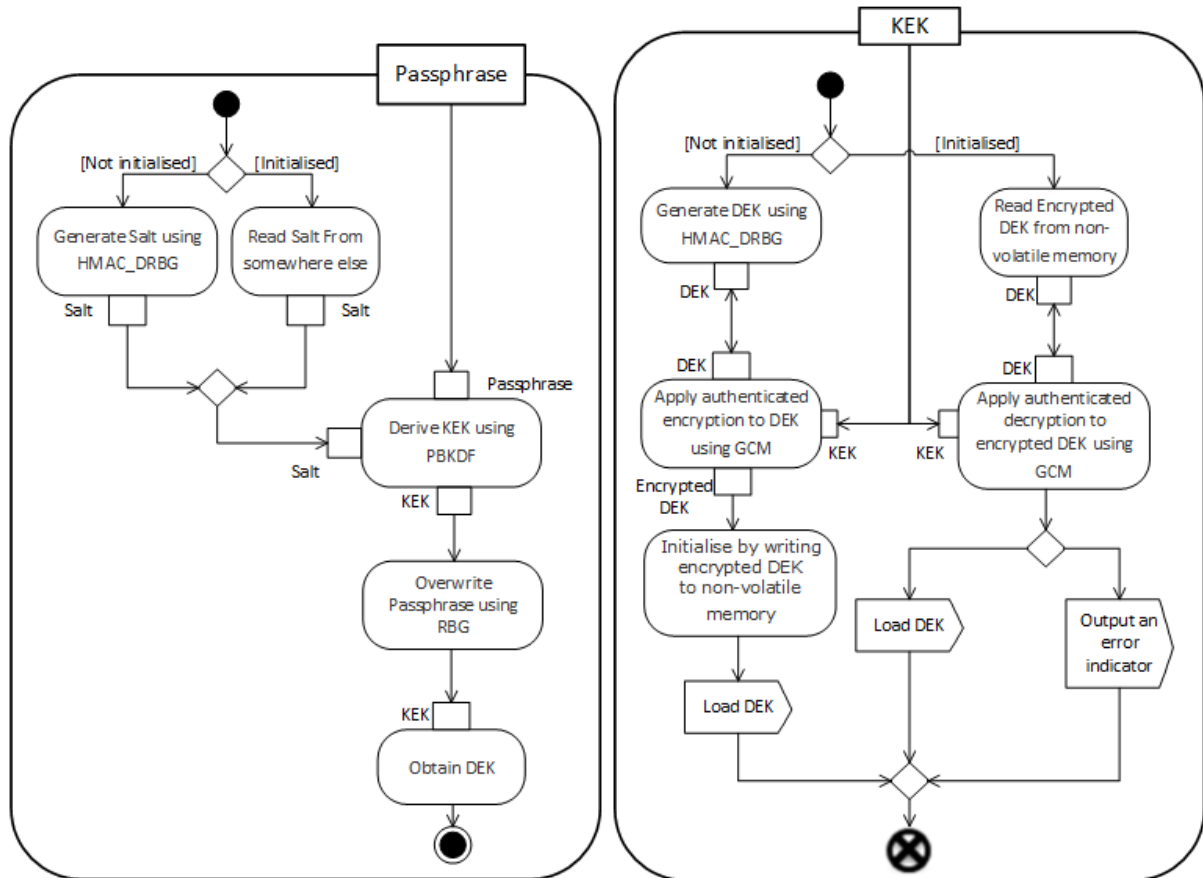 Passphrase
[Not initialised]
[Initialised]
Generate Salt using
HMAC_DRBG
Read Salt From
somewhere else
Salt
Salt
Passphrase
Derive KEK using
PBKDF
Salt
KEK
Overwrite
Passphrase using
RBG
KEK
Obtain DEK
KEK
[Not initialised]
[Initialised]
Generate DEK using
HMAC_DRBG
Read Encrypted
DEK from non-
volatile memory
DEK
DEK
DEK
DEK
Apply authenticated
encryption to DEK
using GCM
Apply authenticated
decryption to
encrypted DEK using
GCM
KEK
KEK
Encrypted
DEK
Initialise by writing
encrypted DEK
to non-volatile
memory
Load DEK
Output an
error
indicator
Load DEK